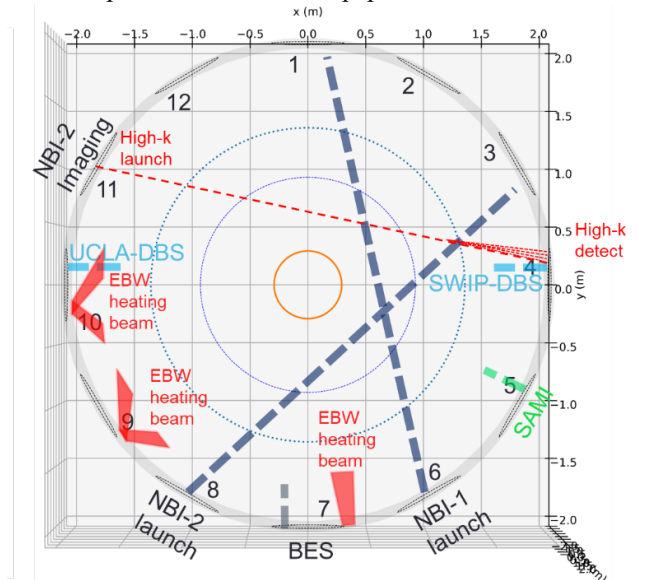 x (m)
−2.0 −1.5 −1.0 −0.5 0.0 0.5 1.0 1.5 2.0
1
2
12
2.0
1.5
1.0
0.5
0.0
−0.5
−1.0
−1.5
−2.0
y (m)
3
NBI-2
Imaging
11
High-k
launch
High-k
detect
UCLA-DBS
SWIP-DBS
4
EBW
heating
beam
10
5
SAMI
EBW
heating
beam
9
EBW
heating
beam
8
7
6
NBI-2
launch
BES
NBI-1
launch